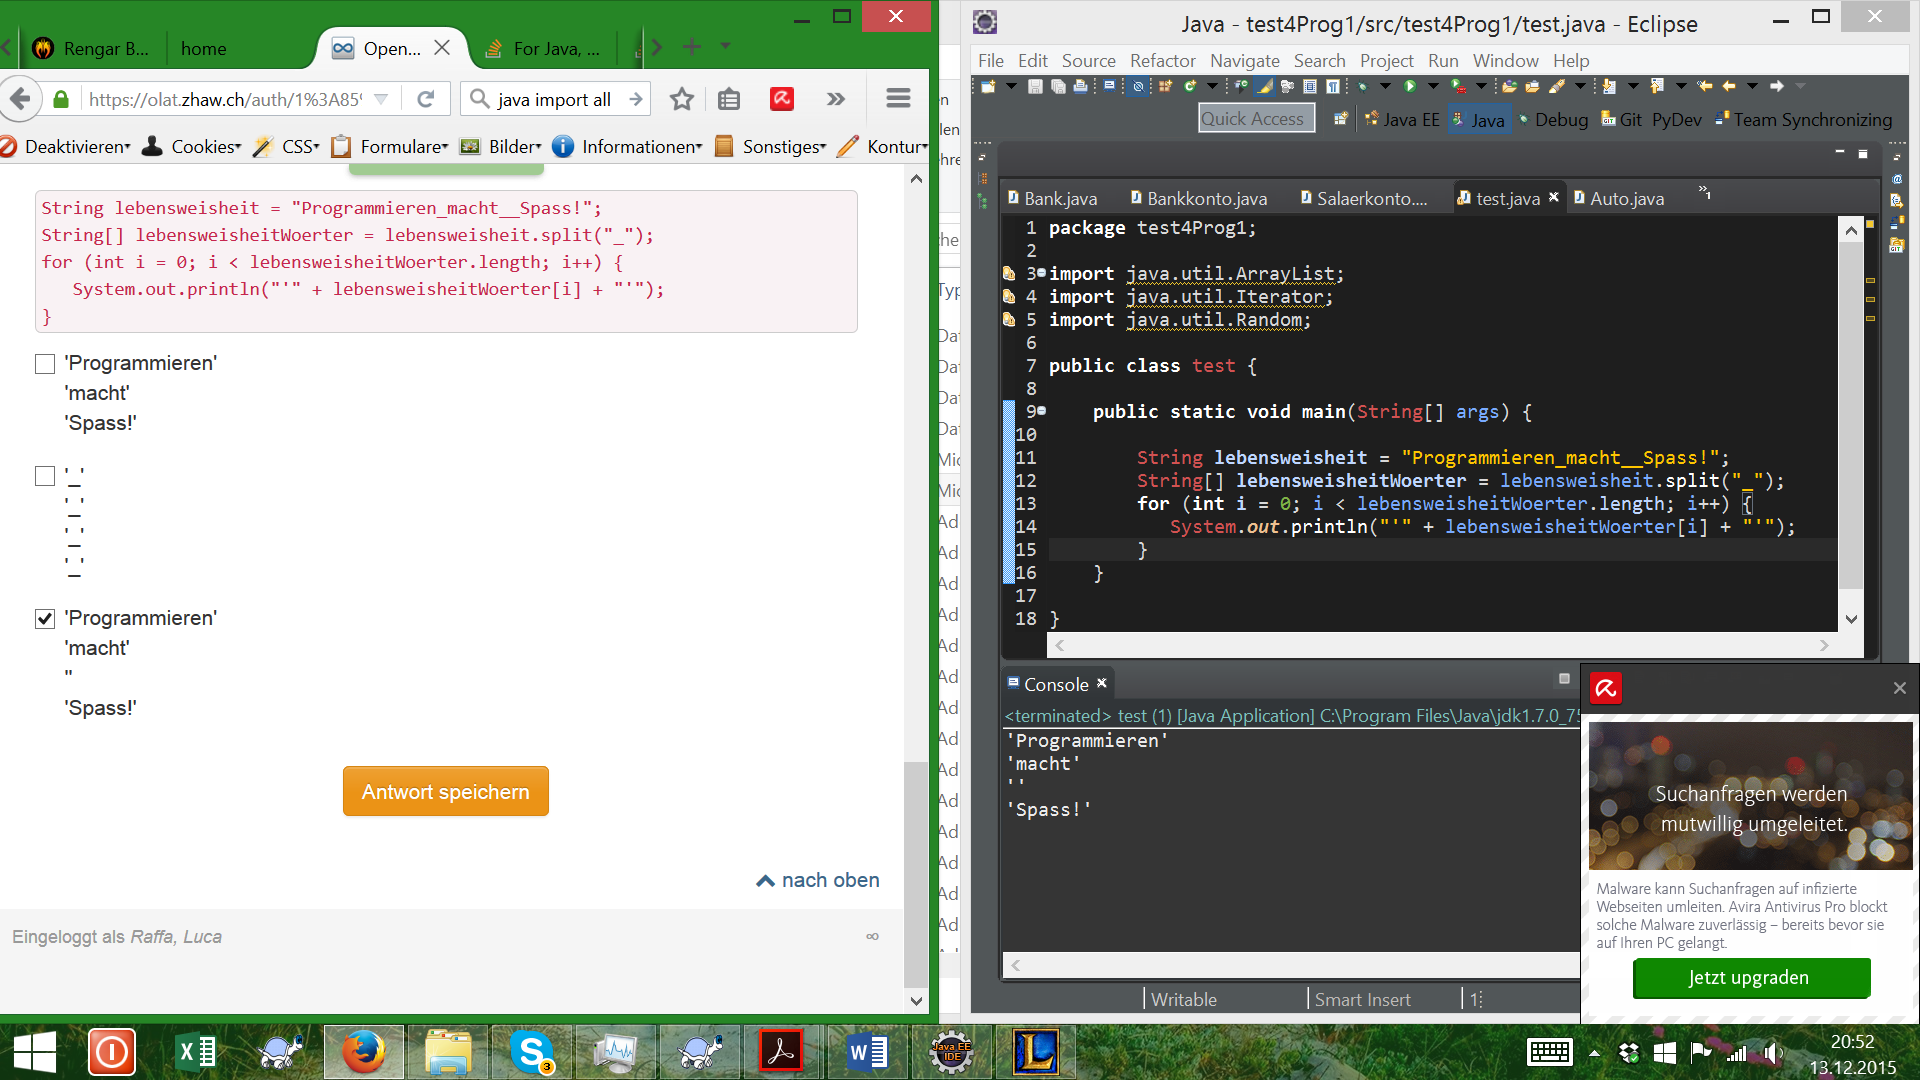 Rengar B...
home
Open...
For Java, ...
https://olat.zhaw.ch/auth/1%3A85
java import all
Deaktivieren
Cookies
CSS
Formulare
Bilder
Informationen
Sonstiges
Kontur
String lebensweisheit = "Programmieren_macht__Spass!";
String[] lebensweisheitWoerter = lebensweisheit.split("_");
for (int i = 0; i < lebensweisheitWoerter.length; i++) {
System.out.println("'" + lebensweisheitWoerter[i] + "'");
}
'Programmieren'
'macht'
'Spass!'
'_'
'_'
'_'
'_'
'Programmieren'
'macht'
''
'Spass!'
Antwort speichern
nach oben
Eingeloggt als Raffa, Luca
Java - test4Prog1/src/test4Prog1/test.java - Eclipse
File Edit Source Refactor Navigate Search Project Run Window Help
Quick Access
Java EE
Java
Debug
Git
PyDev
Team Synchronizing
Bank.java
Bankkonto.java
Salaerkonto....
test.java
Auto.java
»1
1 package test4Prog1;
2
3 import java.util.ArrayList;
4 import java.util.Iterator;
5 import java.util.Random;
6
7 public class test {
8
9 public static void main(String[] args) {
10
11 String lebensweisheit = "Programmieren_macht__Spass!";
12 String[] lebensweisheitWoerter = lebensweisheit.split("_");
13 for (int i = 0; i < lebensweisheitWoerter.length; i++) {
14 System.out.println("'" + lebensweisheitWoerter[i] + "'");
15 }
16 }
17
18 }
Console
<terminated> test (1) [Java Application] C:\Program Files\Java\jdk1.7.0_75
'Programmieren'
'macht'
''
'Spass!'
Writable
Smart Insert
1
Suchanfragen werden
mutwillig umgeleitet.
Malware kann Suchanfragen auf infizierte
Webseiten umleiten. Avira Antivirus Pro blockt
solche Malware zuverlässig – bereits bevor sie
auf Ihren PC gelangt.
Jetzt upgraden
3
Java EE
IDE
20:52
13.12.2015